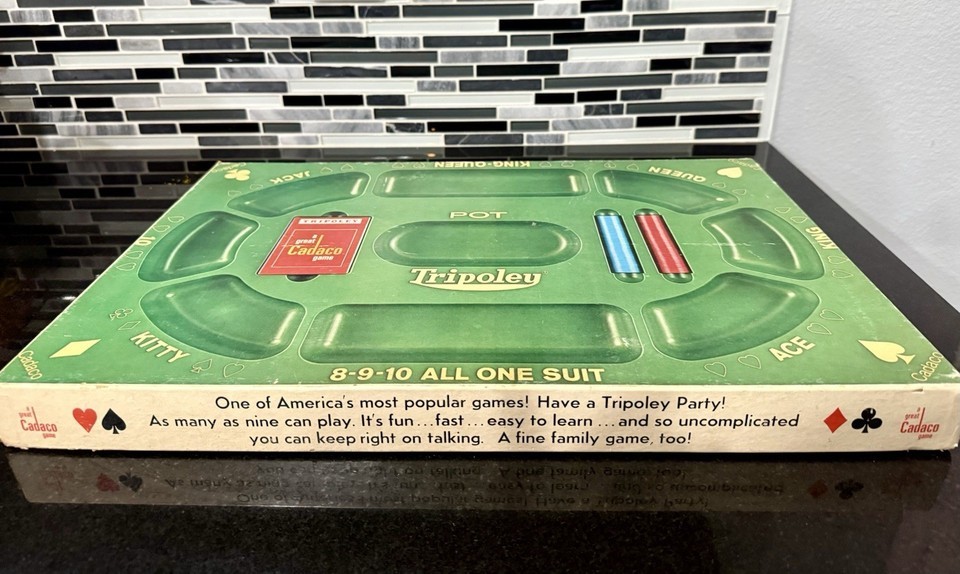 KING-QUEEN
JACK
QUEEN
10
KING
POT
TRIPOLEY
a
great
Cadaco
game
Tripoley
KITTY
ACE
Cadaco
Cadaco
8-9-10 ALL ONE SUIT
One of America's most popular games! Have a Tripoley Party!
As many as nine can play. It's fun...fast...easy to learn...and so uncomplicated
you can keep right on talking. A fine family game, too!
a
great
Cadaco
game
a
great
Cadaco
game